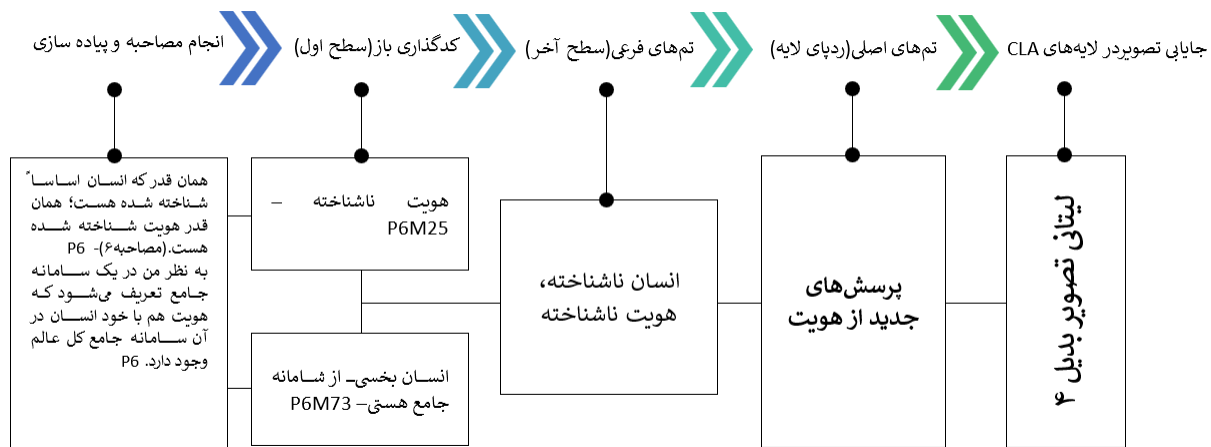 انجام مصاحبه و پیاده سازی
کدگذاری باز(سطح اول)
تم‌های فرعی(سطح آخر)
تم‌های اصلی(ردپای لایه)
جایابی تصویردر لایه‌های CLA
همان قدر که انسان اساساً
شناخته شده هست؛ همان
قدر هویت شناخته شده
هست.(مصاحبه۶)- P6
به نظر من در یک سامانه
جامع تعریف می‌شود که
هویت هم با خود انسان در
آن سامانه جامع کل عالم
وجود دارد. P6
هویت ناشناخته –
P6M25
انسان بخسی_ از شامانه
جامع هستی– P6M73
انسان ناشناخته،
هویت ناشناخته
پرسش‌های
جدید از هویت
لیتانی تصویر بدیل ۴